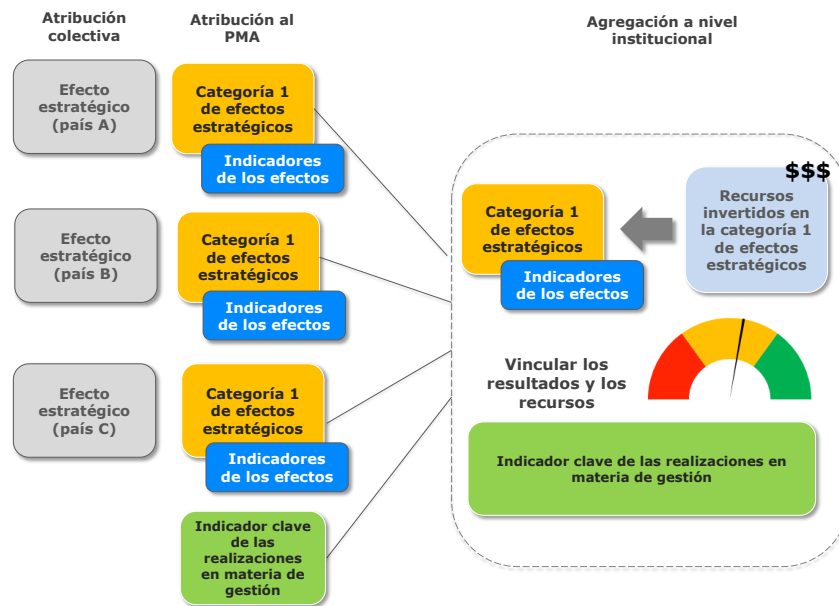 Atribución
colectiva
Atribución al
PMA
Agregación a nivel
institucional
Efecto
estratégico
(país A)
Categoría 1
de efectos
estratégicos
Indicadores
de los efectos
Efecto
estratégico
(país B)
Categoría 1
de efectos
estratégicos
Indicadores
de los efectos
Efecto
estratégico
(país C)
Categoría 1
de efectos
estratégicos
Indicadores
de los efectos
Indicador clave
de las
realizaciones
en materia de
gestión
Categoría 1
de efectos
estratégicos
Indicadores
de los efectos
$$$
Recursos
invertidos en
la categoría 1
de efectos
estratégicos
Vincular los
resultados y los
recursos
Indicador clave de las realizaciones en
materia de gestión